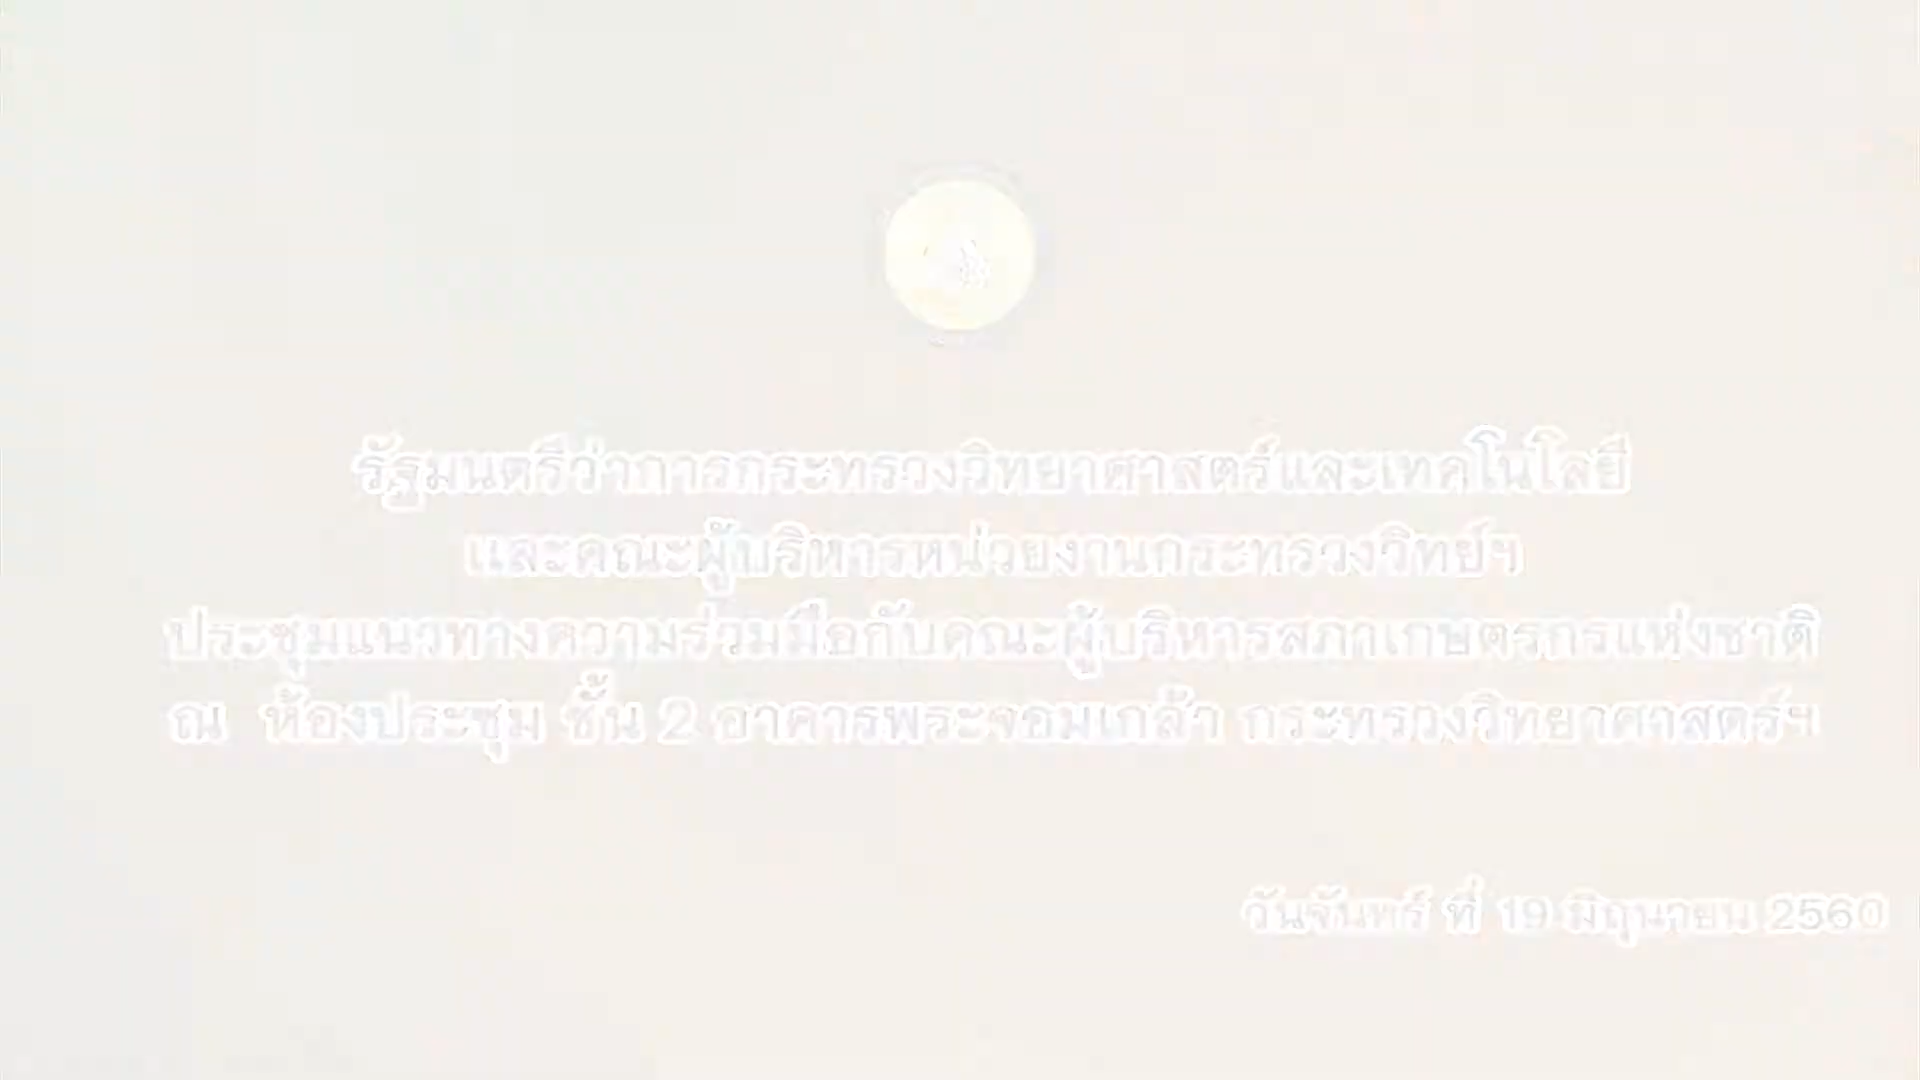 รัฐมนตรีว่าการกระทรวงวิทยาศาสตร์และเทคโนโลยี
และคณะผู้บริหารหน่วยงานกระทรวงวิทย์ฯ
ประชุมแนวทางความร่วมมือกับคณะผู้บริหารสภาเกษตรกรแห่งชาติ
ณ ห้องประชุม ชั้น 2 อาคารพระจอมเกล้า กระทรวงวิทยาศาสตร์ฯ
วันจันทร์ ที่ 19 มิถุนายน 2560